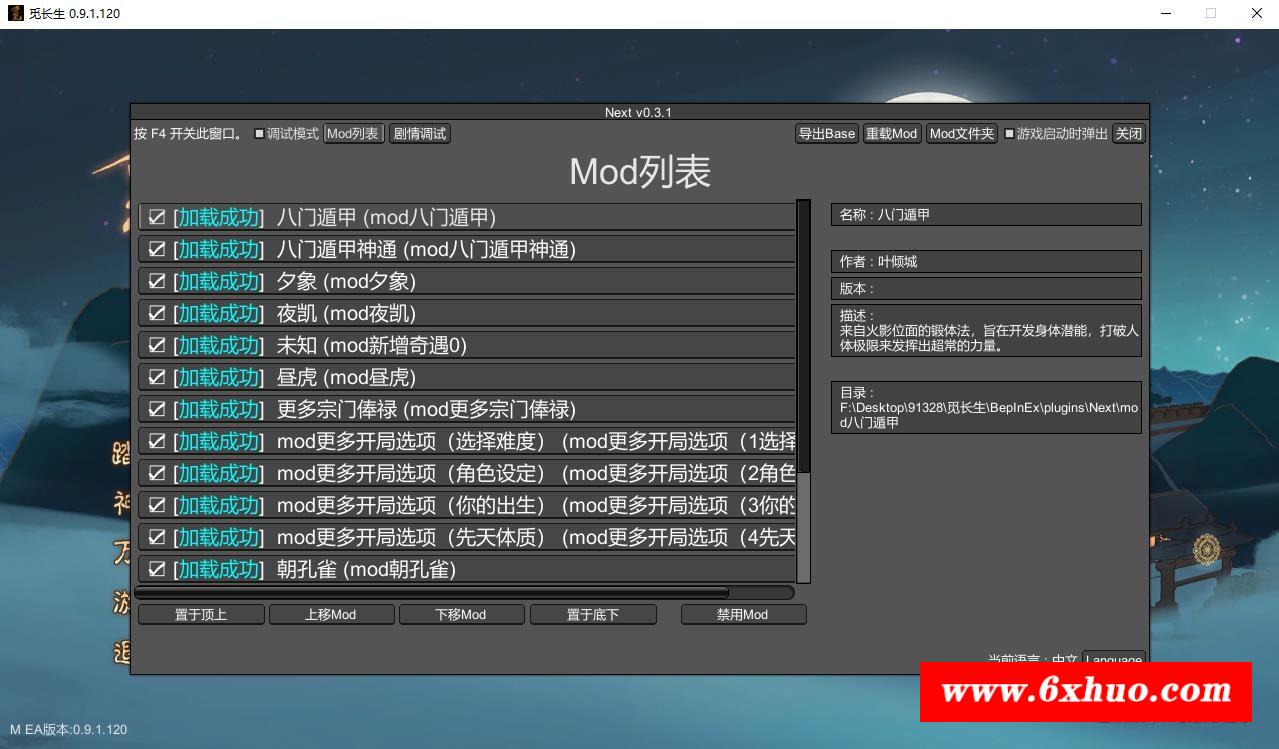 觅长生 0.9.1.120
Next v0.3.1
按 F4 开关此窗口。 调试模式 Mod列表 剧情调试 导出Base 重载Mod Mod文件夹 游戏启动时弹出 关闭
Mod列表
[加载成功] 八门遁甲 (mod八门遁甲)
[加载成功] 八门遁甲神通 (mod八门遁甲神通)
[加载成功] 夕象 (mod夕象)
[加载成功] 夜凯 (mod夜凯)
[加载成功] 未知 (mod新增奇遇0)
[加载成功] 昼虎 (mod昼虎)
[加载成功] 更多宗门俸禄 (mod更多宗门俸禄)
[加载成功] mod更多开局选项（选择难度） (mod更多开局选项（1选择
[加载成功] mod更多开局选项（角色设定） (mod更多开局选项（2角色
[加载成功] mod更多开局选项（你的出生） (mod更多开局选项（3你的
[加载成功] mod更多开局选项（先天体质） (mod更多开局选项（4先天
[加载成功] 朝孔雀 (mod朝孔雀)
置于顶上 上移Mod 下移Mod 置于底下 禁用Mod
名称 : 八门遁甲
作者 : 叶倾城
版本 :
描述 :
来自火影位面的锻体法，旨在开发身体潜能，打破人
体极限来发挥出超常的力量。
目录 :
F:\Desktop\91328\觅长生\BepInEx\plugins\Next\mo
d八门遁甲
当前语言 : 中文 Language
www.6xhuo.com
踏
神
万
游
退
M EA版本:0.9.1.120